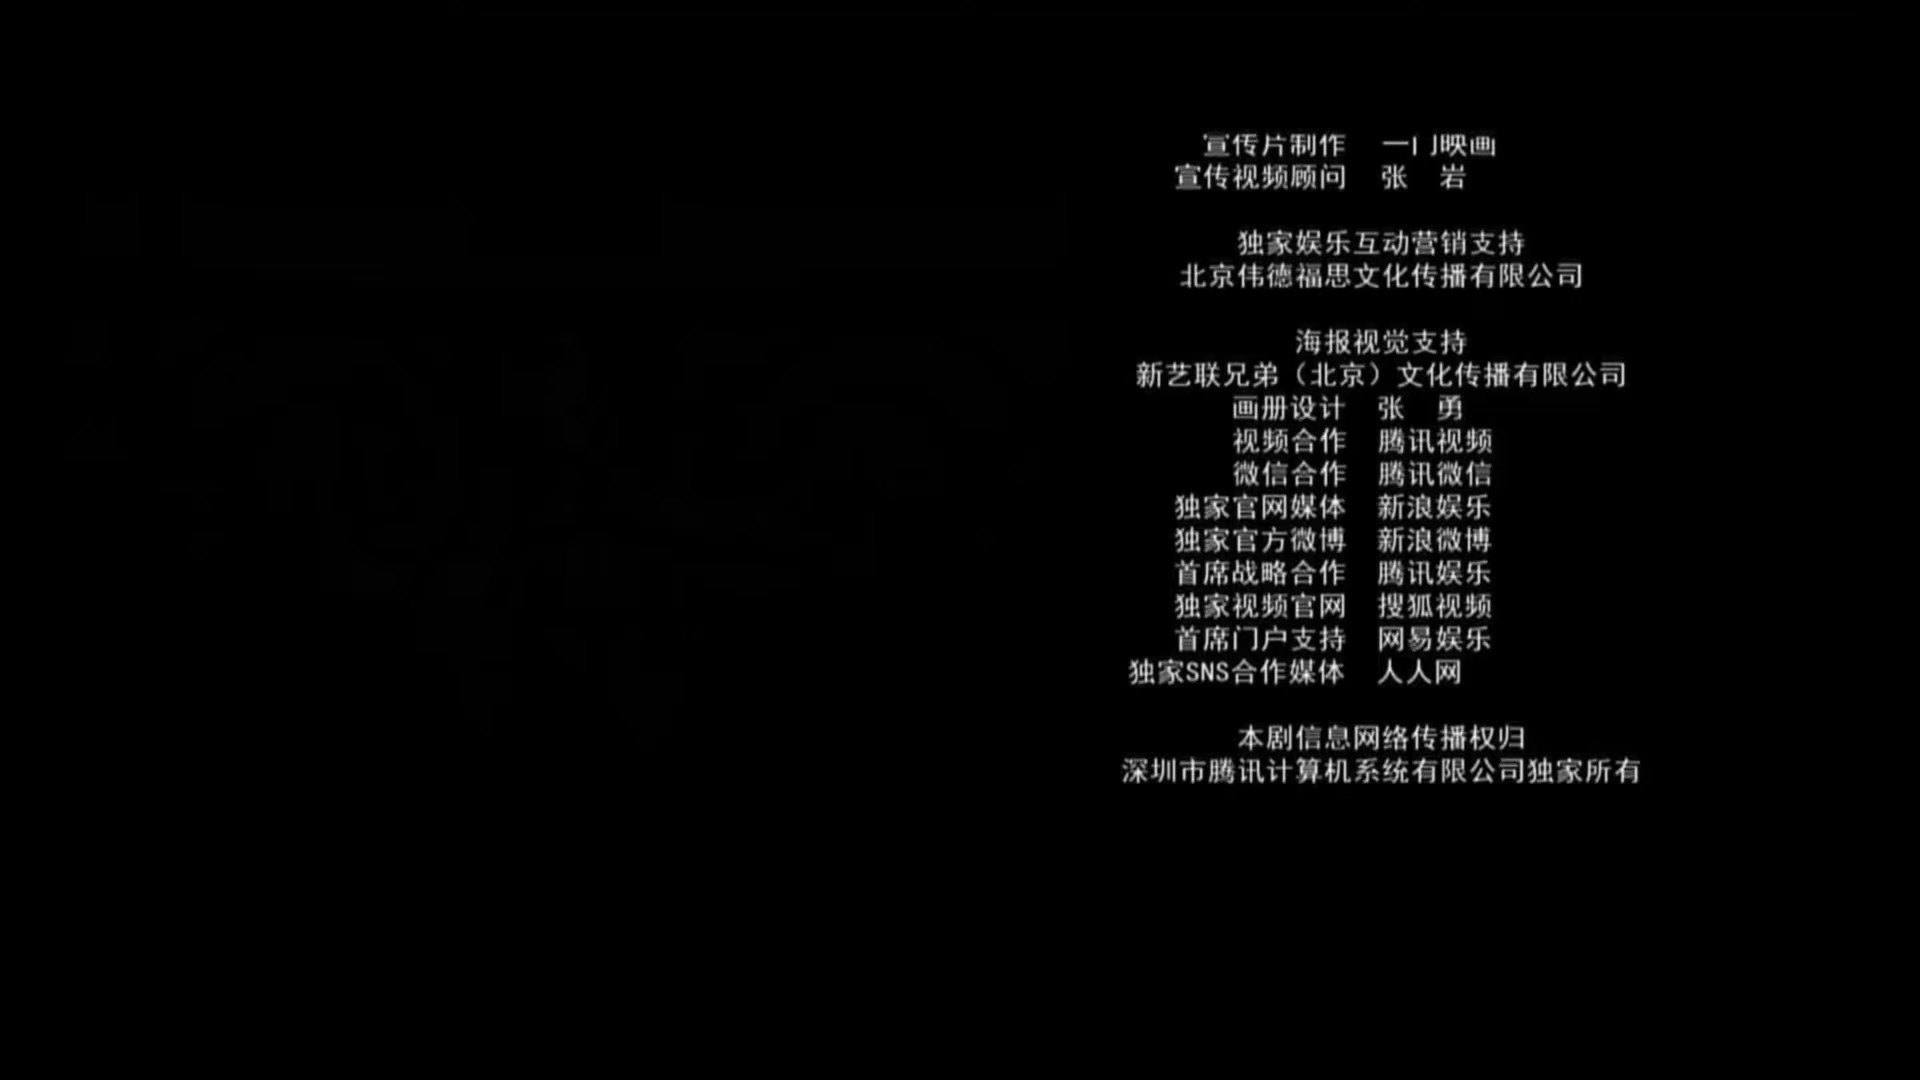 宣传片制作 一门映画
宣传视频顾问 张 岩
独家娱乐互动营销支持
北京伟德福思文化传播有限公司
海报视觉支持
新艺联兄弟（北京）文化传播有限公司
画册设计 张 勇
视频合作 腾讯视频
微信合作 腾讯微信
独家官网媒体 新浪娱乐
独家官方微博 新浪微博
首席战略合作 腾讯娱乐
独家视频官网 搜狐视频
首席门户支持 网易娱乐
独家SNS合作媒体 人人网
本剧信息网络传播权归
深圳市腾讯计算机系统有限公司独家所有